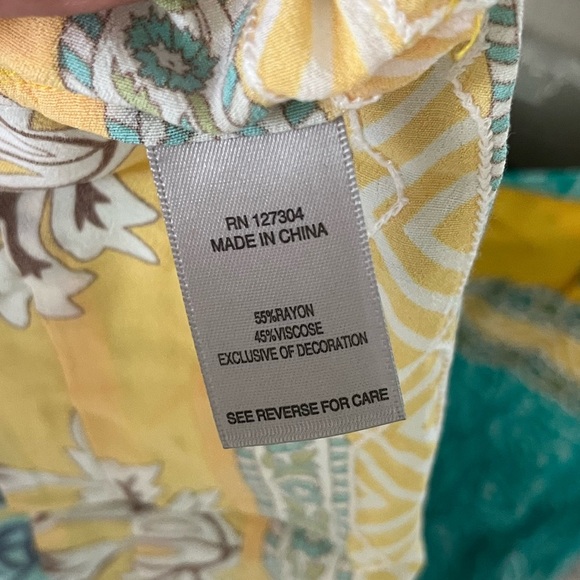 RN 127304
MADE IN CHINA
55%RAYON
45%VISCOSE
EXCLUSIVE OF DECORATION
SEE REVERSE FOR CARE